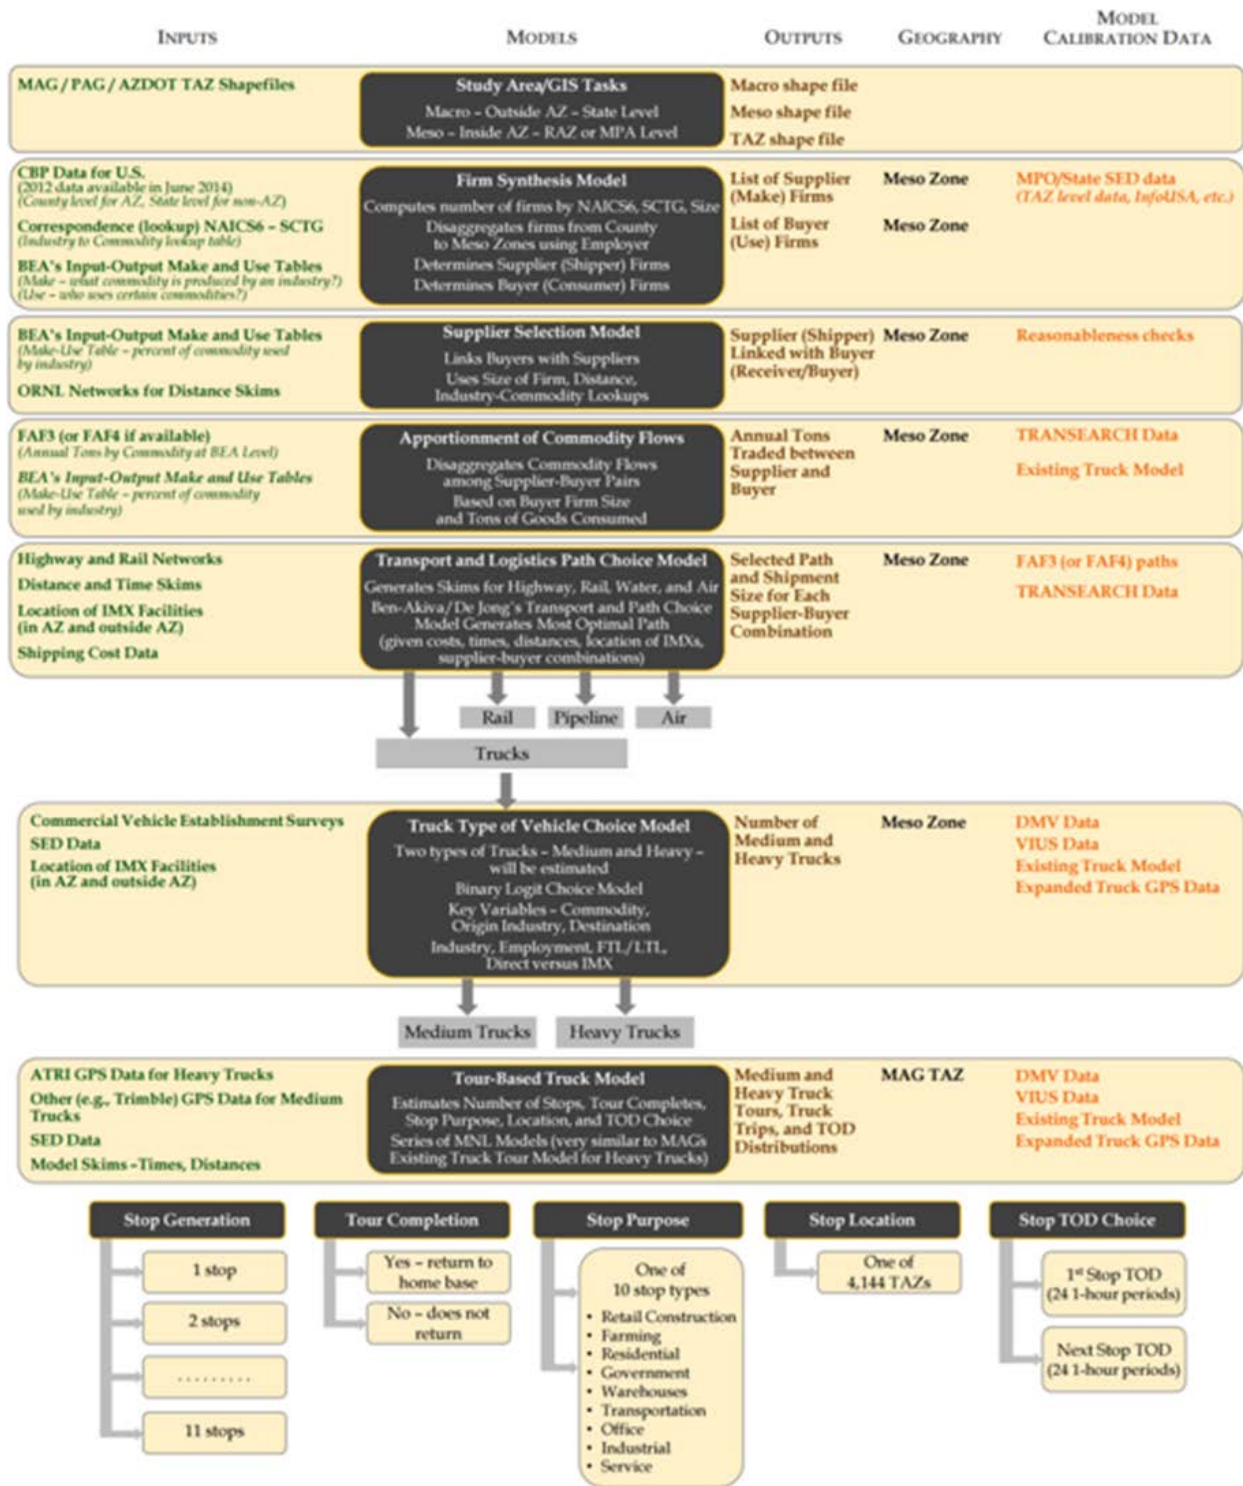 INPUTS
MODELS
OUTPUTS
GEOGRAPHY
MODEL
CALIBRATION DATA
MAG / PAG / AZDOT TAZ Shapefiles
Study Area/GIS Tasks
Macro – Outside AZ – State Level
Meso – Inside AZ – RAZ or MPA Level
Macro shape file
Meso shape file
TAZ shape file
CBP Data for U.S.
(2012 data available in June 2014)
(County level for AZ, State level for non-AZ)
Correspondence (lookup) NAICS6 – SCTG
(Industry to Commodity lookup table)
BEA's Input-Output Make and Use Tables
(Make – what commodity is produced by an industry?)
(Use – who uses certain commodities?)
Firm Synthesis Model
Computes number of firms by NAICS6, SCTG, Size
Disaggregates firms from County
to Meso Zones using Employer
Determines Supplier (Shipper) Firms
Determines Buyer (Consumer) Firms
List of Supplier
(Make) Firms
List of Buyer
(Use) Firms
Meso Zone
Meso Zone
MPO/State SED data
(TAZ level data, InfoUSA, etc.)
BEA's Input-Output Make and Use Tables
(Make-Use Table – percent of commodity used
by industry)
ORNL Networks for Distance Skims
Supplier Selection Model
Links Buyers with Suppliers
Uses Size of Firm, Distance,
Industry-Commodity Lookups
Supplier (Shipper)
Linked with Buyer
(Receiver/Buyer)
Meso Zone
Reasonableness checks
FAF3 (or FAF4 if available)
(Annual Tons by Commodity at BEA Level)
BEA's Input-Output Make and Use Tables
(Make-Use Table – percent of commodity
used by industry)
Apportionment of Commodity Flows
Disaggregates Commodity Flows
among Supplier-Buyer Pairs
Based on Buyer Firm Size
and Tons of Goods Consumed
Annual Tons
Traded between
Supplier and
Buyer
Meso Zone
TRANSEARCH Data
Existing Truck Model
Highway and Rail Networks
Distance and Time Skims
Location of IMX Facilities
(in AZ and outside AZ)
Shipping Cost Data
Transport and Logistics Path Choice Model
Generates Skims for Highway, Rail, Water, and Air
Ben-Akiva/De Jong's Transport and Path Choice
Model Generates Most Optimal Path
(given costs, times, distances, location of IMXs,
supplier-buyer combinations)
Selected Path
and Shipment
Size for Each
Supplier-Buyer
Combination
Meso Zone
FAF3 (or FAF4) paths
TRANSEARCH Data
Rail
Pipeline
Air
Trucks
Commercial Vehicle Establishment Surveys
SED Data
Location of IMX Facilities
(in AZ and outside AZ)
Truck Type of Vehicle Choice Model
Two types of Trucks – Medium and Heavy –
will be estimated
Binary Logit Choice Model
Key Variables – Commodity,
Origin Industry, Destination
Industry, Employment, FTL/LTL,
Direct versus IMX
Number of
Medium and
Heavy Trucks
Meso Zone
DMV Data
VIUS Data
Existing Truck Model
Expanded Truck GPS Data
Medium Trucks
Heavy Trucks
ATRI GPS Data for Heavy Trucks
Other (e.g., Trimble) GPS Data for Medium
Trucks
SED Data
Model Skims –Times, Distances
Tour-Based Truck Model
Estimates Number of Stops, Tour Completes,
Stop Purpose, Location, and TOD Choice
Series of MNL Models (very similar to MAGs
Existing Truck Tour Model for Heavy Trucks)
Medium and
Heavy Truck
Tours, Truck
Trips, and TOD
Distributions
MAG TAZ
DMV Data
VIUS Data
Existing Truck Model
Expanded Truck GPS Data
Stop Generation
1 stop
2 stops
.........
11 stops
Tour Completion
Yes – return to
home base
No – does not
return
Stop Purpose
One of
10 stop types
• Retail Construction
• Farming
• Residential
• Government
• Warehouses
• Transportation
• Office
• Industrial
• Service
Stop Location
One of
4,144 TAZs
Stop TOD Choice
1st Stop TOD
(24 1-hour periods)
Next Stop TOD
(24 1-hour periods)